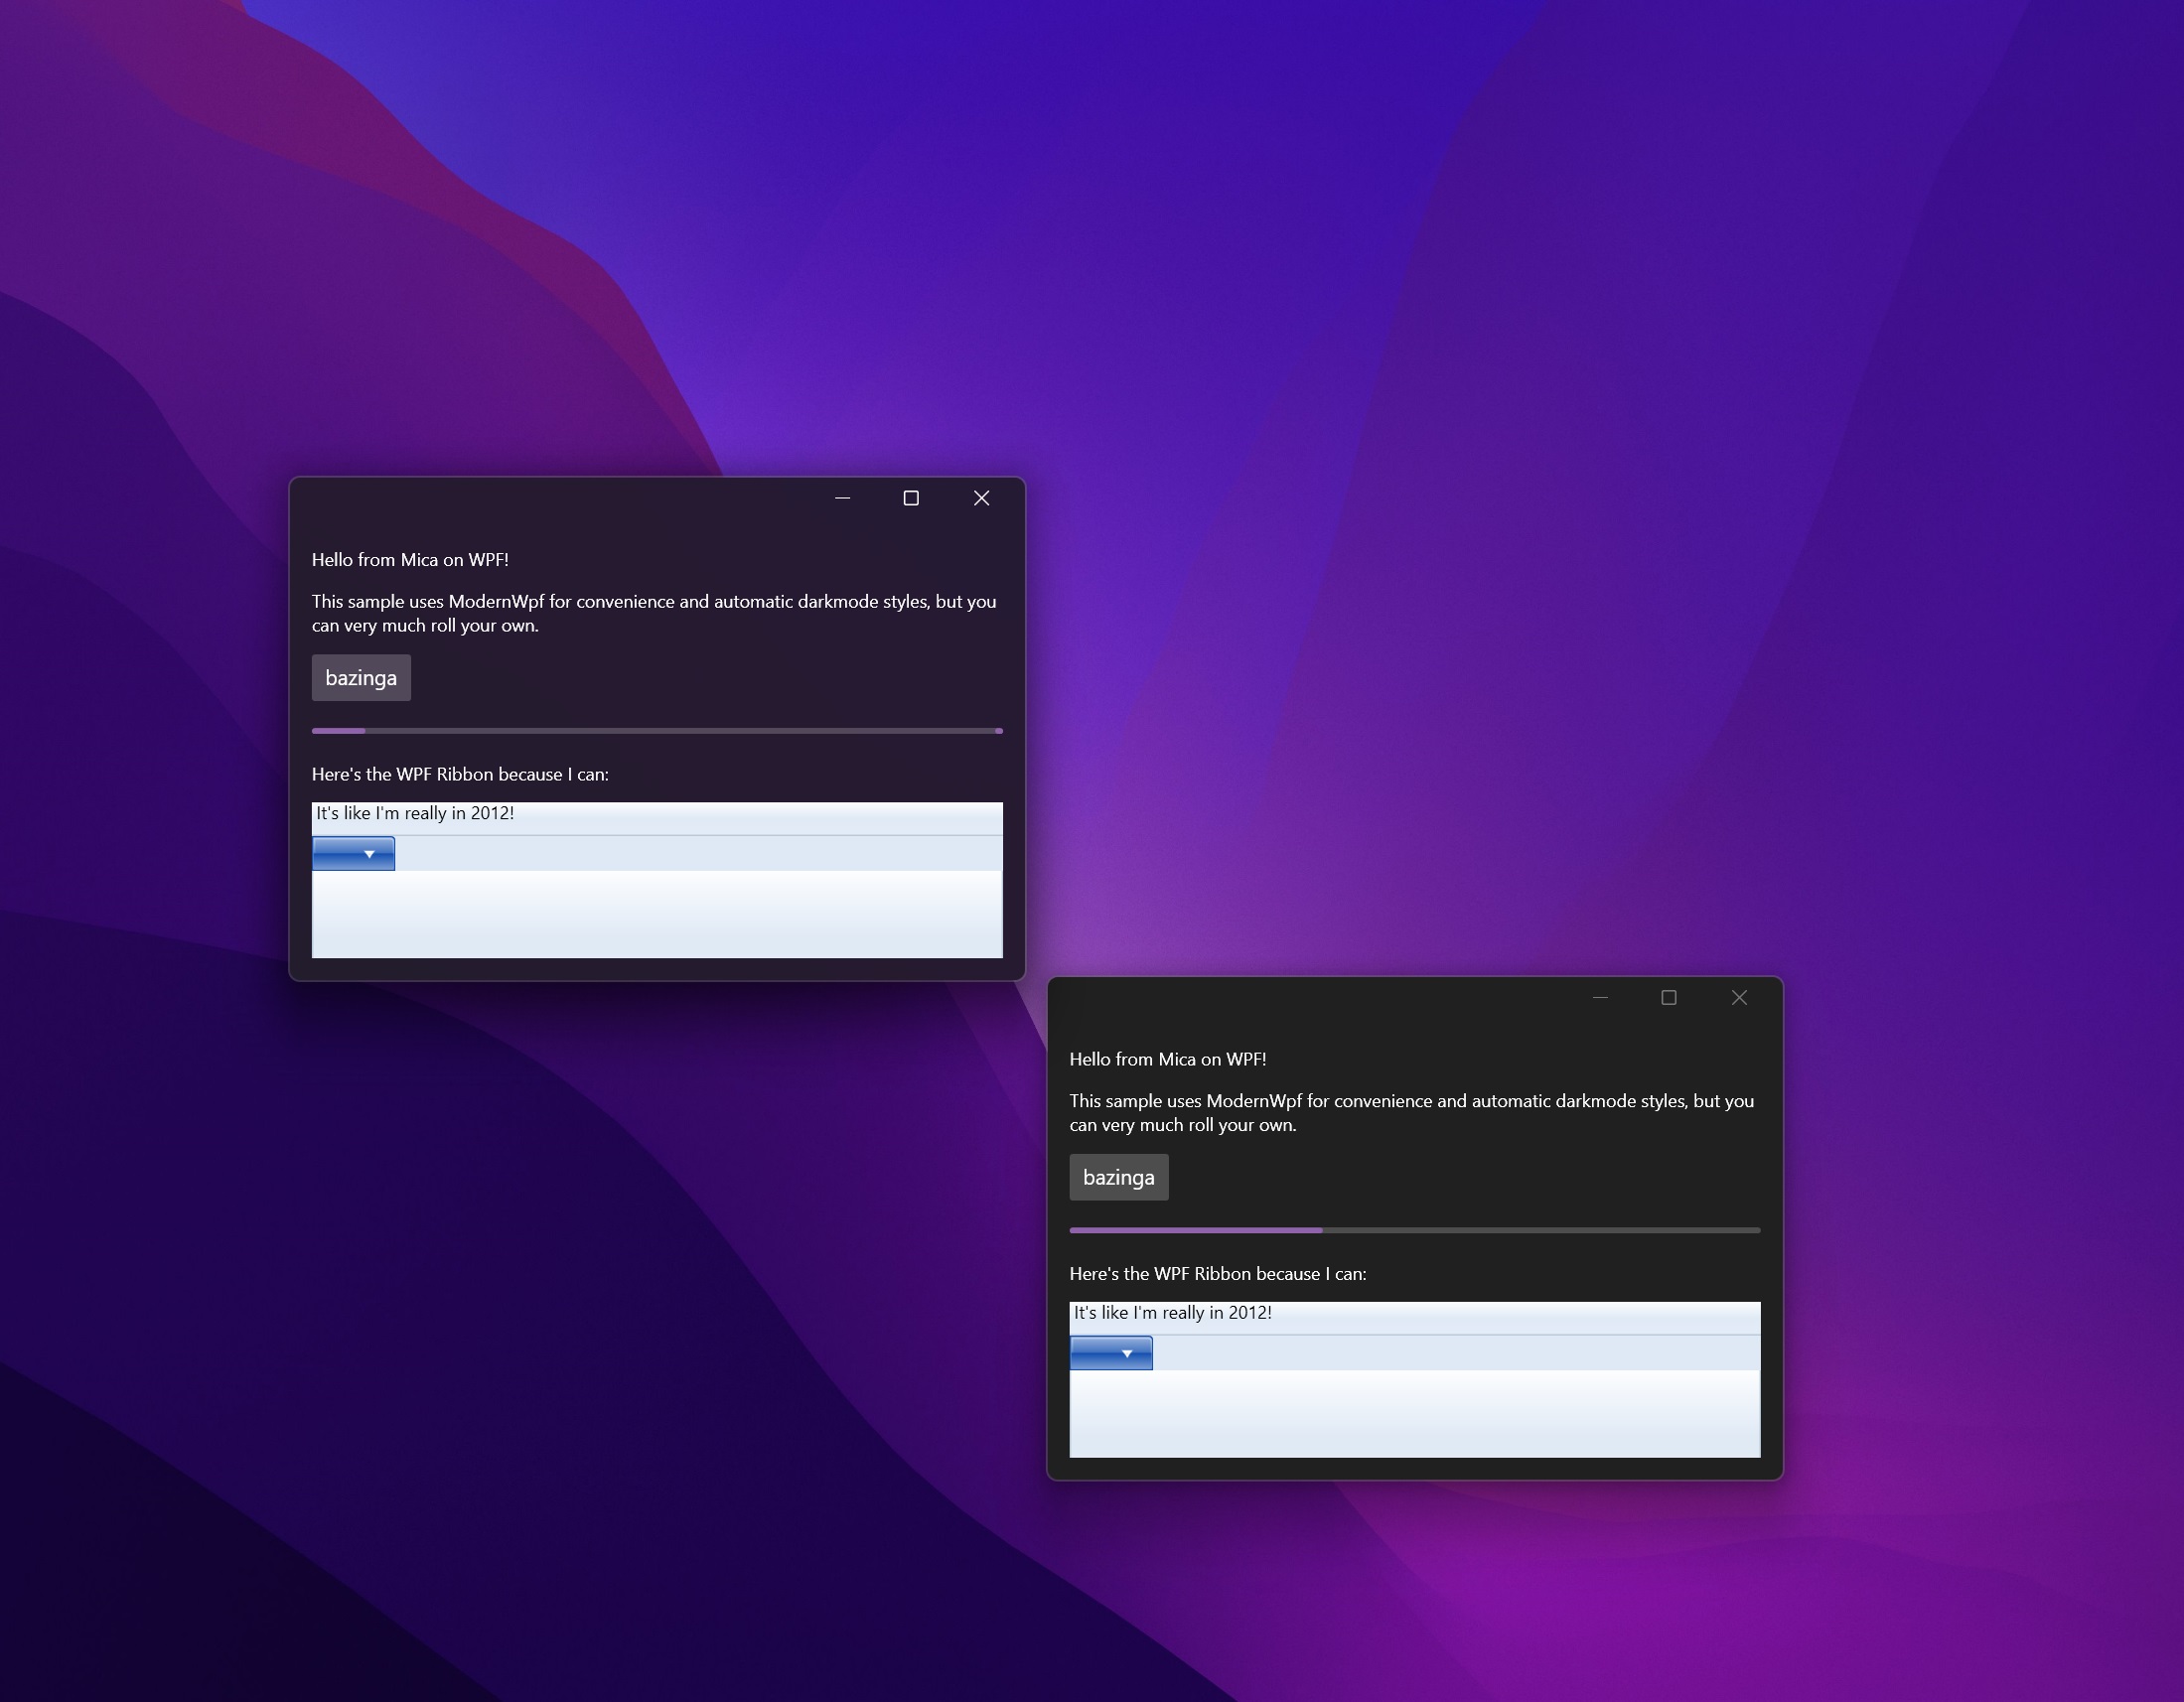 Hello from Mica on WPF!
This sample uses ModernWpf for convenience and automatic darkmode styles, but you
can very much roll your own.
bazinga
Here's the WPF Ribbon because I can:
It's like I'm really in 2012!
Hello from Mica on WPF!
This sample uses ModernWpf for convenience and automatic darkmode styles, but you
can very much roll your own.
bazinga
Here's the WPF Ribbon because I can:
It's like I'm really in 2012!